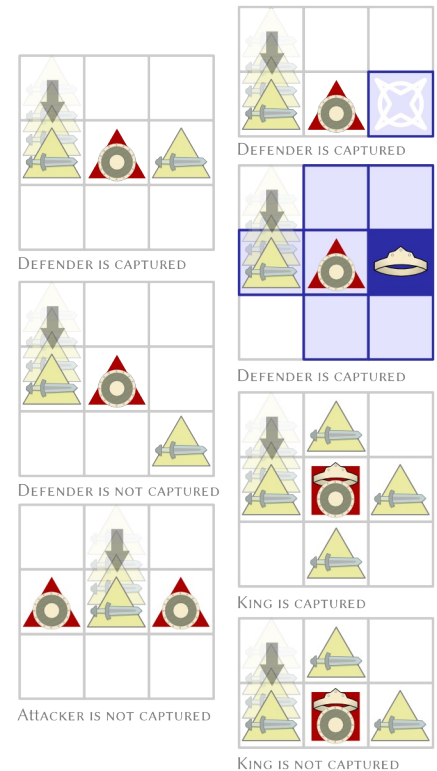 Defender is captured
Defender is not captured
Attacker is not captured
Defender is captured
Defender is captured
King is captured
King is not captured